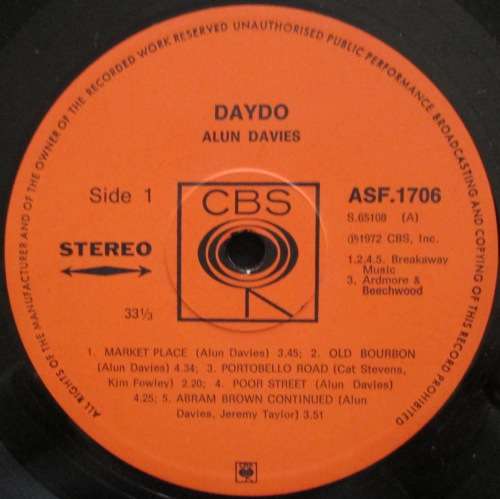 ALL RIGHTS OF THE MANUFACTURER AND OF THE OWNER OF THE RECORDED WORK RESERVED UNAUTHORISED PUBLIC PERFORMANCE BROADCASTING AND COPYING OF THIS RECORD PROHIBITED
DAYDO
ALUN DAVIES
Side 1
CBS
ASF.1706
S.65108 (A)
STEREO
Ⓟ1972 CBS, Inc.
1.2.4.5. Breakaway
Music
3. Ardmore &
Beechwood
33⅓
1. MARKET PLACE (Alun Davies) 3.45; 2. OLD BOURBON
(Alun Davies) 4.34; 3. PORTOBELLO ROAD (Cat Stevens,
Kim Fowley) 2.20; 4. POOR STREET (Alun Davies)
4.25; 5. ABRAM BROWN CONTINUED (Alun
Davies, Jeremy Taylor) 3.51